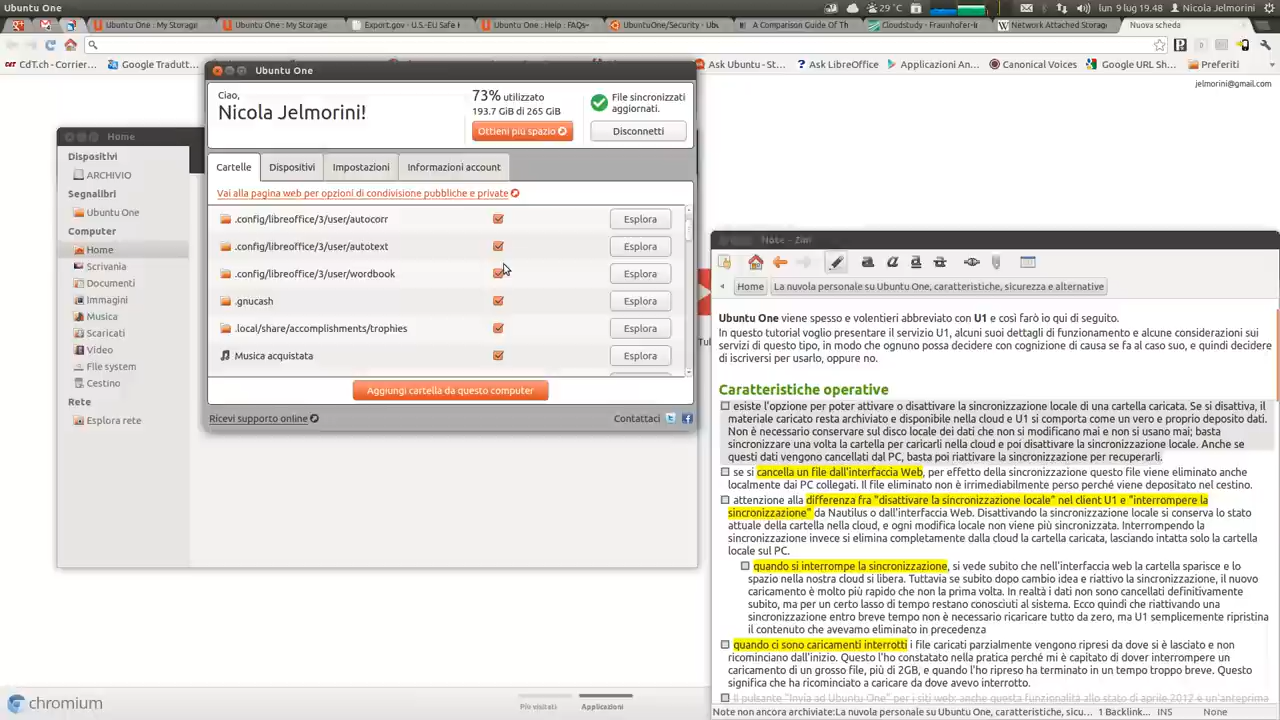 Ubuntu One
29 °C
lun 9 lug 19.48
Nicola Jelmorini
Ubuntu One : My Storag
Ubuntu One : My Storag
Export.gov - U.S.-EU Safe H
Ubuntu One : Help : FAQs
UbuntuOne/Security - Ubu
A Comparison Guide Of Th
Cloudstudy - Fraunhofer-In
Network Attached Storag
Nuova scheda
CdT.ch - Corrier...
Google Tradutt...
Ask Ubuntu - St...
Ask LibreOffice
Applicazioni An...
Canonical Voices
Google URL Sh...
Preferiti
jelmorini@gmail.com
Home
Dispositivi
ARCHIVIO
Segnalibri
Ubuntu One
Computer
Home
Scrivania
Documenti
Immagini
Musica
Scaricati
Video
File system
Cestino
Rete
Esplora rete
Ubuntu One
Ciao,
Nicola Jelmorini!
73% utilizzato
193.7 GiB di 265 GiB
Ottieni più spazio
File sincronizzati
aggiornati.
Disconnetti
Cartelle
Dispositivi
Impostazioni
Informazioni account
Vai alla pagina web per opzioni di condivisione pubbliche e private
.config/libreoffice/3/user/autocorr
Esplora
.config/libreoffice/3/user/autotext
Esplora
.config/libreoffice/3/user/wordbook
Esplora
.gnucash
Esplora
.local/share/accomplishments/trophies
Esplora
Musica acquistata
Esplora
Aggiungi cartella da questo computer
Ricevi supporto online
Contattaci
Note - Zim
Home
La nuvola personale su Ubuntu One, caratteristiche, sicurezza e alternative
Ubuntu One viene spesso e volentieri abbreviato con U1 e così farò io qui di seguito.
In questo tutorial voglio presentare il servizio U1, alcuni suoi dettagli di funzionamento e alcune considerazioni sui
servizi di questo tipo, in modo che ognuno possa decidere con cognizione di causa se fa al caso suo, e quindi decidere
di iscriversi per usarlo, oppure no.
Caratteristiche operative
esiste l'opzione per poter attivare o disattivare la sincronizzazione locale di una cartella caricata. Se si disattiva, il
materiale caricato resta archiviato e disponibile nella cloud e U1 si comporta come un vero e proprio deposito dati.
Non è necessario conservare sul disco locale dei dati che non si modificano mai e non si usano mai; basta
sincronizzare una volta la cartella per caricarli nella cloud e poi disattivare la sincronizzazione locale. Anche se
questi dati vengono cancellati dal PC, basta poi riattivare la sincronizzazione per recuperarli.
se si cancella un file dall'interfaccia Web, per effetto della sincronizzazione questo file viene eliminato anche
localmente dai PC collegati. Il file eliminato non è irrimediabilmente perso perché viene depositato nel cestino.
attenzione alla differenza fra "disattivare la sincronizzazione locale" nel client U1 e "interrompere la
sincronizzazione" da Nautilus o dall'interfaccia Web. Disattivando la sincronizzazione locale si conserva lo stato
attuale della cartella nella cloud, e ogni modifica locale non viene più sincronizzata. Interrompendo la
sincronizzazione invece si elimina completamente dalla cloud la cartella caricata, lasciando intatta solo la cartella
locale sul PC.
quando si interrompe la sincronizzazione, si vede subito che nell'interfaccia web la cartella sparisce e lo
spazio nella nostra cloud si libera. Tuttavia se subito dopo cambio idea e riattivo la sincronizzazione, il nuovo
caricamento è molto più rapido che non la prima volta. In realtà i dati non sono cancellati definitivamente
subito, ma per un certo lasso di tempo restano conosciuti al sistema. Ecco quindi che riattivando una
sincronizzazione entro breve tempo non è necessario ricaricare tutto da zero, ma U1 semplicemente ripristina
il contenuto che avevamo eliminato in precedenza
quando ci sono caricamenti interrotti i file caricati parzialmente vengono ripresi da dove si è lasciato e non
ricominciano dall'inizio. Questo l'ho constatato nella pratica perché mi è capitato di dover interrompere un
caricamento di un grosso file, più di 2GB, e quando l'ho ripreso ha terminato in un tempo troppo breve. Questo
significa che ha ricominciato a caricare da dove avevo interrotto.
Il pulsante "Invia ad Ubuntu One" per i siti web: anche questa funzionalità allo stato di aprile 2012 è un'anteprima
Note non ancora archiviate:La nuvola personale su Ubuntu One, caratteristiche, sicu...
1 Backlink...
INS
None
chromium
Più visitati
Applicazioni